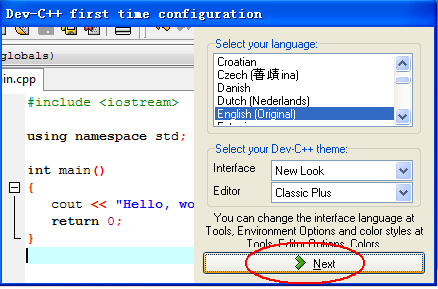 Dev-C++ first time configuration
globals)
in.cpp
#include <iostream>
using namespace std;
int main()
{
cout << "Hello, wo
return 0;
}
Select your language:
Croatian
Czech (善嶃ina)
Danish
Dutch (Nederlands)
English (Original)
Select your Dev-C++ theme:
Interface
New Look
Editor
Classic Plus
You can change the interface language at
Tools, Environment Options and color styles at
Tools, Editor Options, Colors
Next